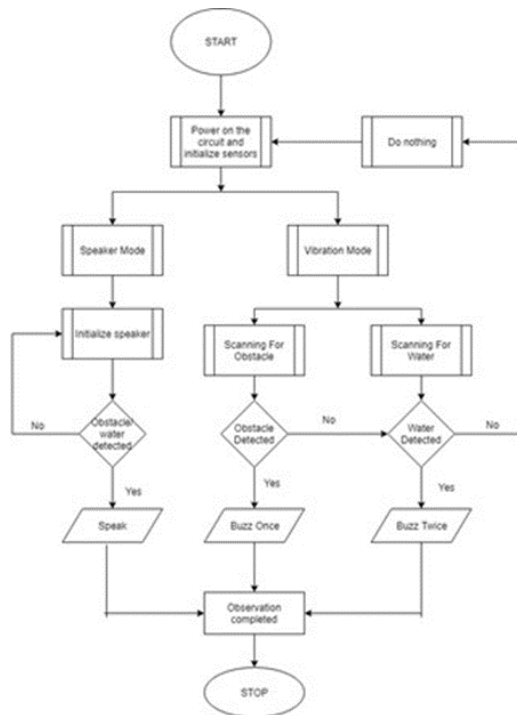 START
Power on the
circuit and
initialize sensors
Do nothing
Speaker Mode
Vibration Mode
Initialize speaker
Scanning For
Obstacle
Scanning For
Water
No
Obstacle/
water
detected
Obstacle
Detected
No
Water
Detected
No
Yes
Yes
Yes
Speak
Buzz Once
Buzz Twice
Observation
completed
STOP